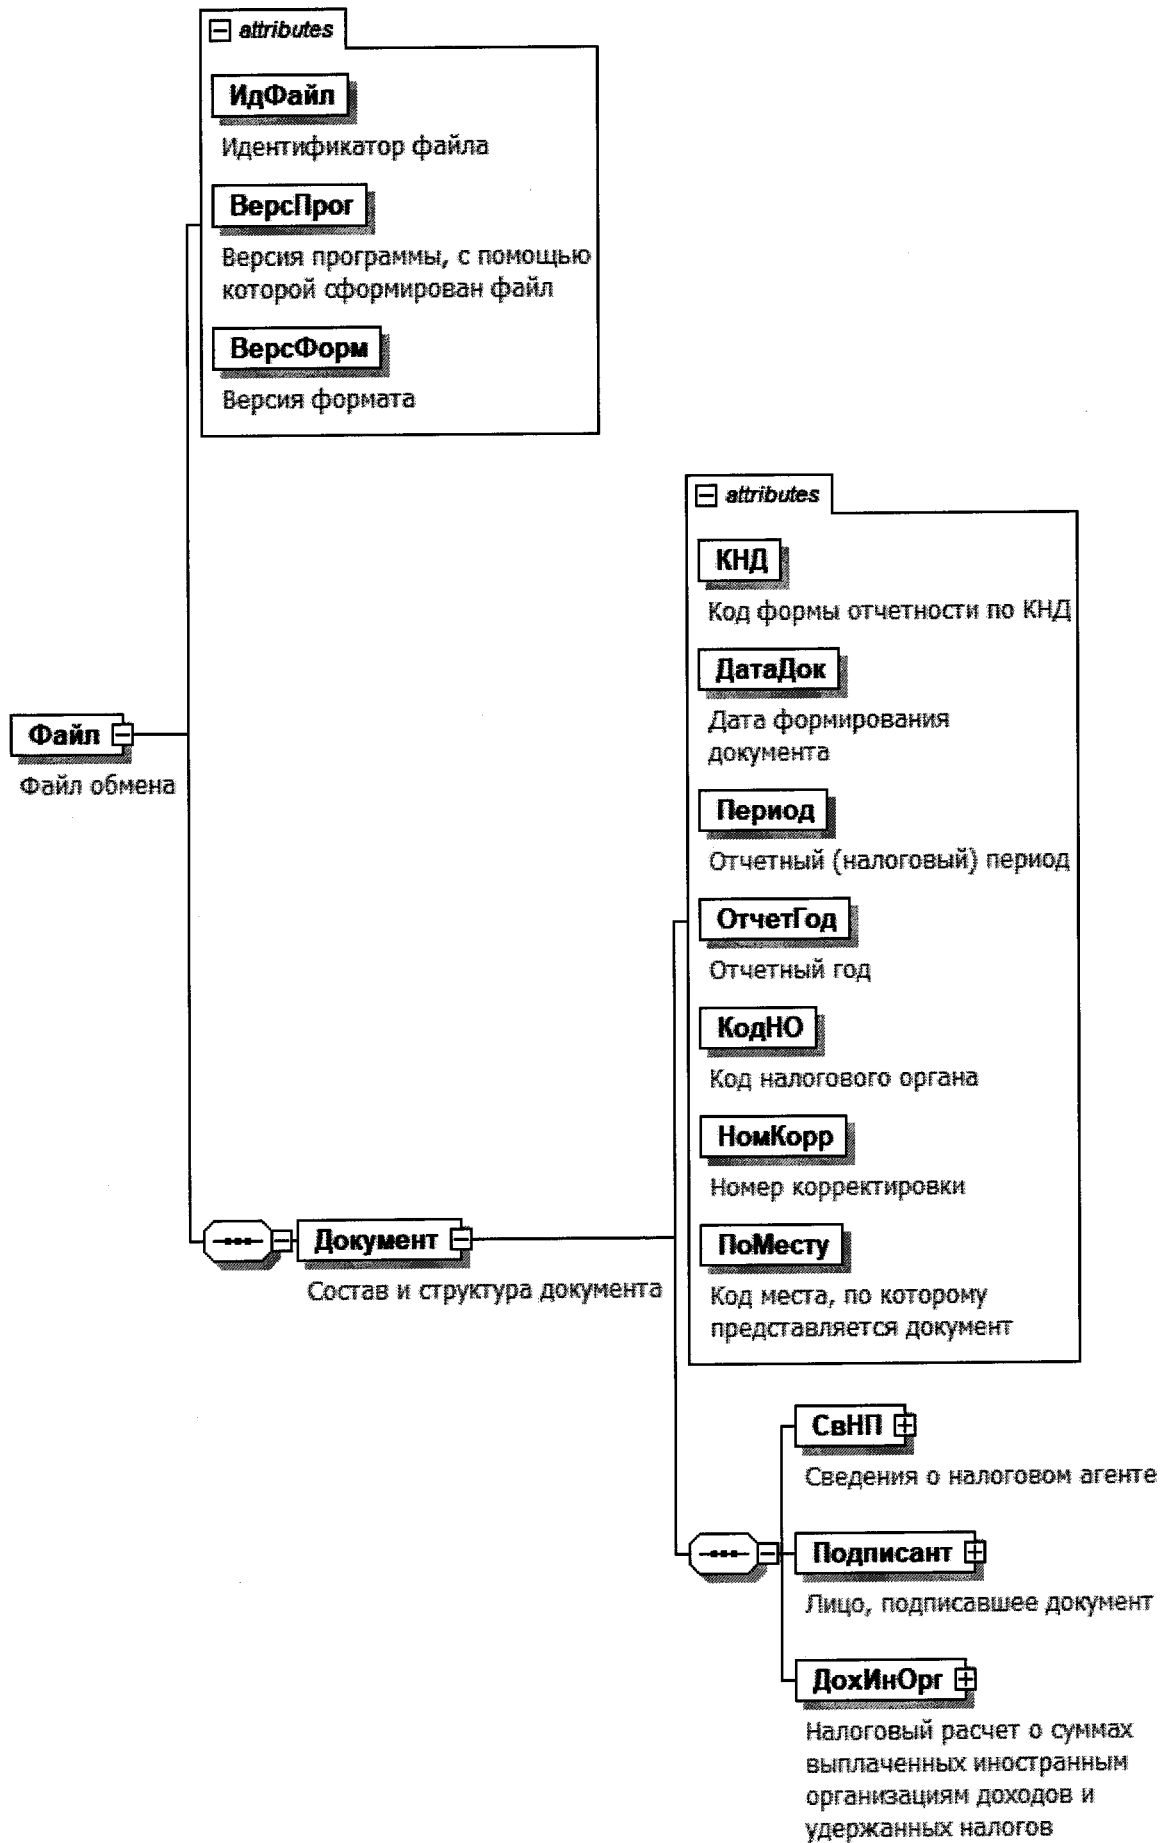 attributes
ИдФайл
Идентификатор файла
ВерсПрог
Версия программы, с помощью
которой сформирован файл
ВерсФорм
Версия формата
Файл
Файл обмена
attributes
КНД
Код формы отчетности по КНД
ДатаДок
Дата формирования
документа
Период
Отчетный (налоговый) период
ОтчетГод
Отчетный год
КодНО
Код налогового органа
НомКорр
Номер корректировки
ПоМесту
Код места, по которому
представляется документ
Документ
Состав и структура документа
СвНП
Сведения о налоговом агенте
Подписант
Лицо, подписавшее документ
ДохИнОрг
Налоговый расчет о суммах
выплаченных иностранным
организациям доходов и
удержанных налогов